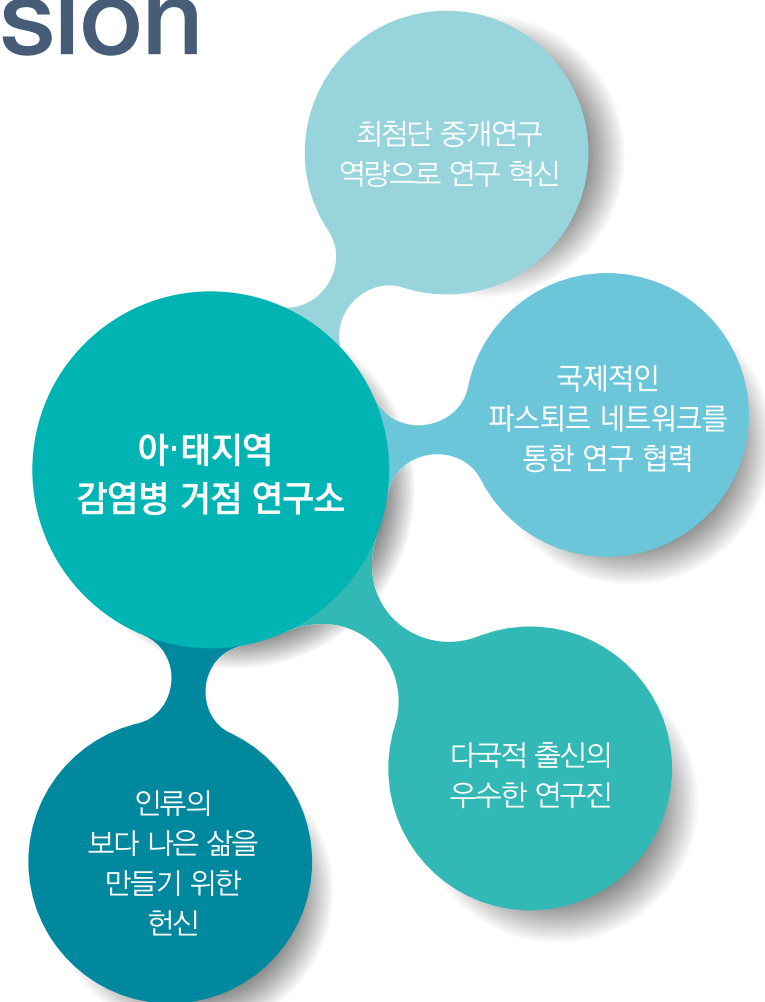 sion
최첨단 중개연구
역량으로 연구 혁신
국제적인
파스퇴르 네트워크를
통한 연구 협력
아·태지역
감염병 거점 연구소
다국적 출신의
우수한 연구진
인류의
보다 나은 삶을
만들기 위한
헌신